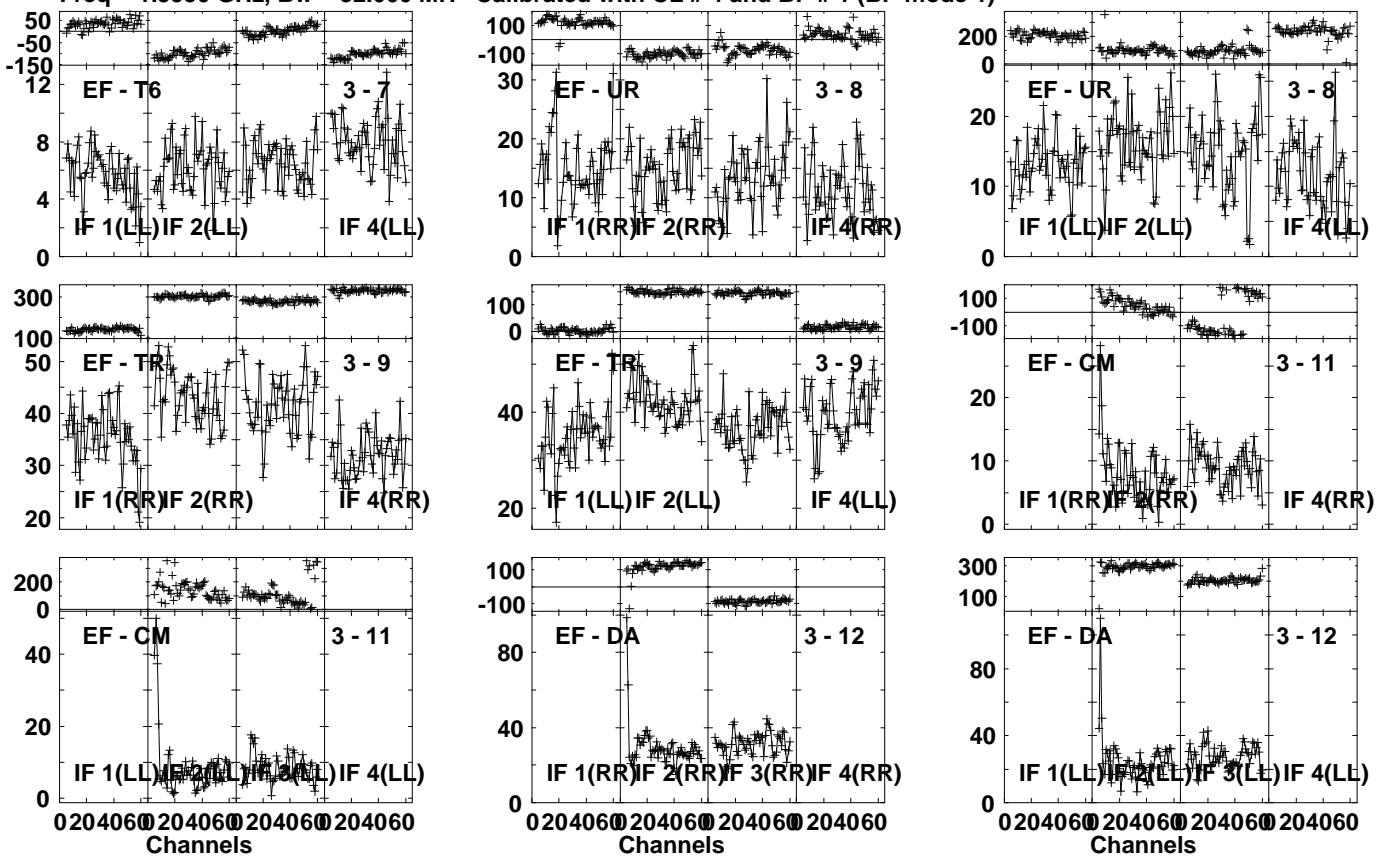 100
50
-50
-150
100
-100
200
0
12
8
4
0
EF - T6
3 - 7
IF 1(LL)
IF 2(LL)
IF 4(LL)
30
20
10
0
EF - UR
3 - 8
IF 1(RR)
IF 2(RR)
IF 4(RR)
20
10
0
EF - UR
3 - 8
IF 1(LL)
IF 2(LL)
IF 4(LL)
300
100
100
0
100
-100
50
40
30
20
EF - TR
3 - 9
IF 1(RR)
IF 2(RR)
IF 4(RR)
40
20
EF - TR
3 - 9
IF 1(LL)
IF 2(LL)
IF 4(LL)
20
10
0
EF - CM
3 - 11
IF 1(RR)
IF 2(RR)
IF 4(RR)
200
0
100
-100
300
200
100
40
20
0
EF - CM
3 - 11
IF 1(LL)
IF 2(LL)
IF 3(LL)
IF 4(LL)
80
40
0
EF - DA
3 - 12
IF 1(RR)
IF 2(RR)
IF 3(RR)
IF 4(RR)
80
40
0
EF - DA
3 - 12
IF 1(LL)
IF 2(LL)
IF 3(LL)
IF 4(LL)
0 20 40 60 0 20 40 60 0 20 40 60 0 20 40 60
0 20 40 60 0 20 40 60 0 20 40 60 0 20 40 60
0 20 40 60 0 20 40 60 0 20 40 60 0 20 40 60
Channels
Channels
Channels